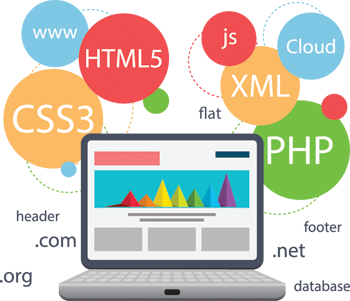 www
HTML5
CSS3
js
Cloud
XML
flat
PHP
header
.com
.org
footer
.net
database